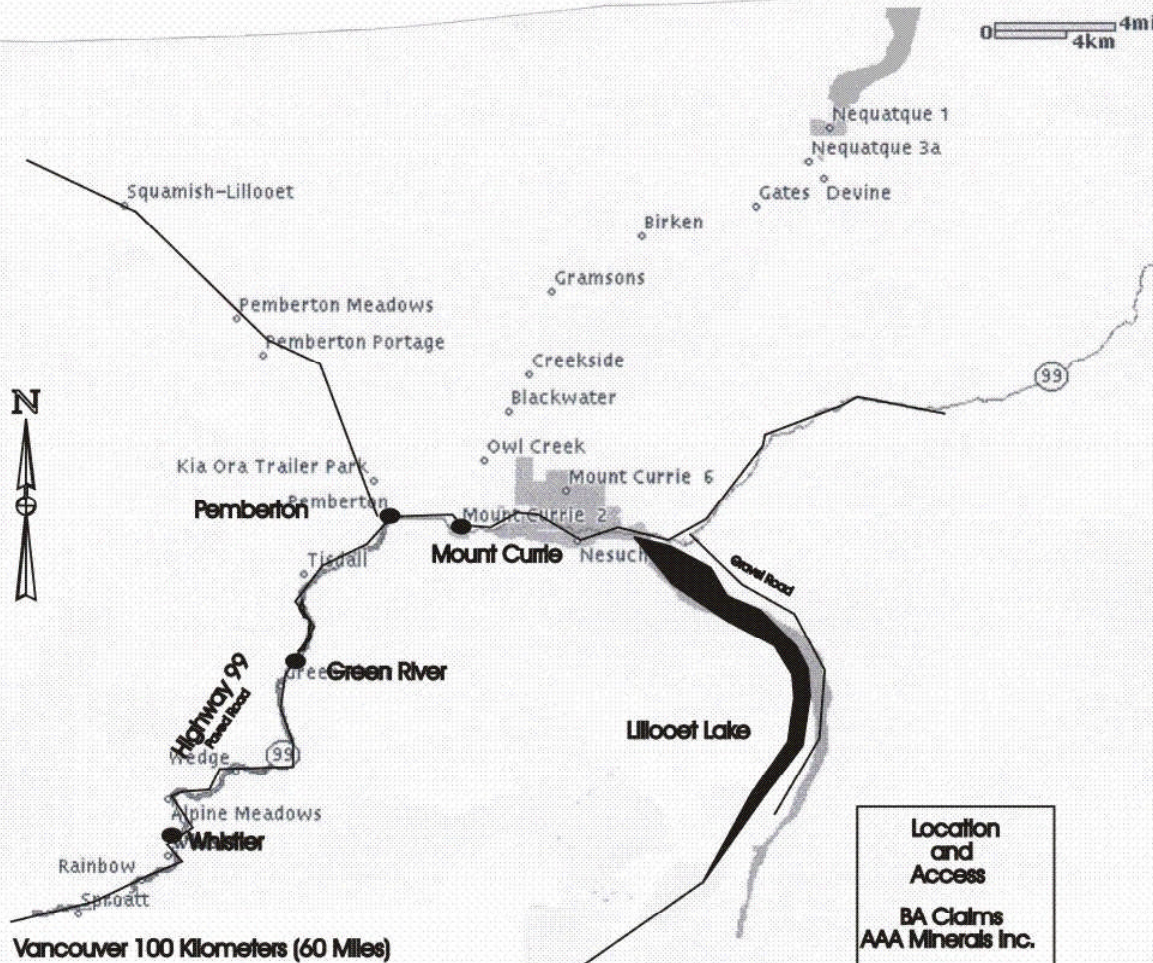 0 4mi
4km
Nequatque 1
Nequatque 3a
Gates Devine
Squamish-Lillooet
Birken
Gramsons
Pemberton Meadows
Pemberton Portage
Creekside
99
Blackwater
N
Owl Creek
Kia Ora Trailer Park
Mount Currie 6
Pemberton
Pemberton
Mount Currie 2
Mount Currie
Nesuch
Tisdall
Gravel Road
Green River
Highway 99
Paved Road
Lillooet Lake
Wedge
99
Alpine Meadows
Whistler
Rainbow
Sproatt
Location
and
Access
BA Claims
AAA Minerals Inc.
Vancouver 100 Kilometers (60 Miles)